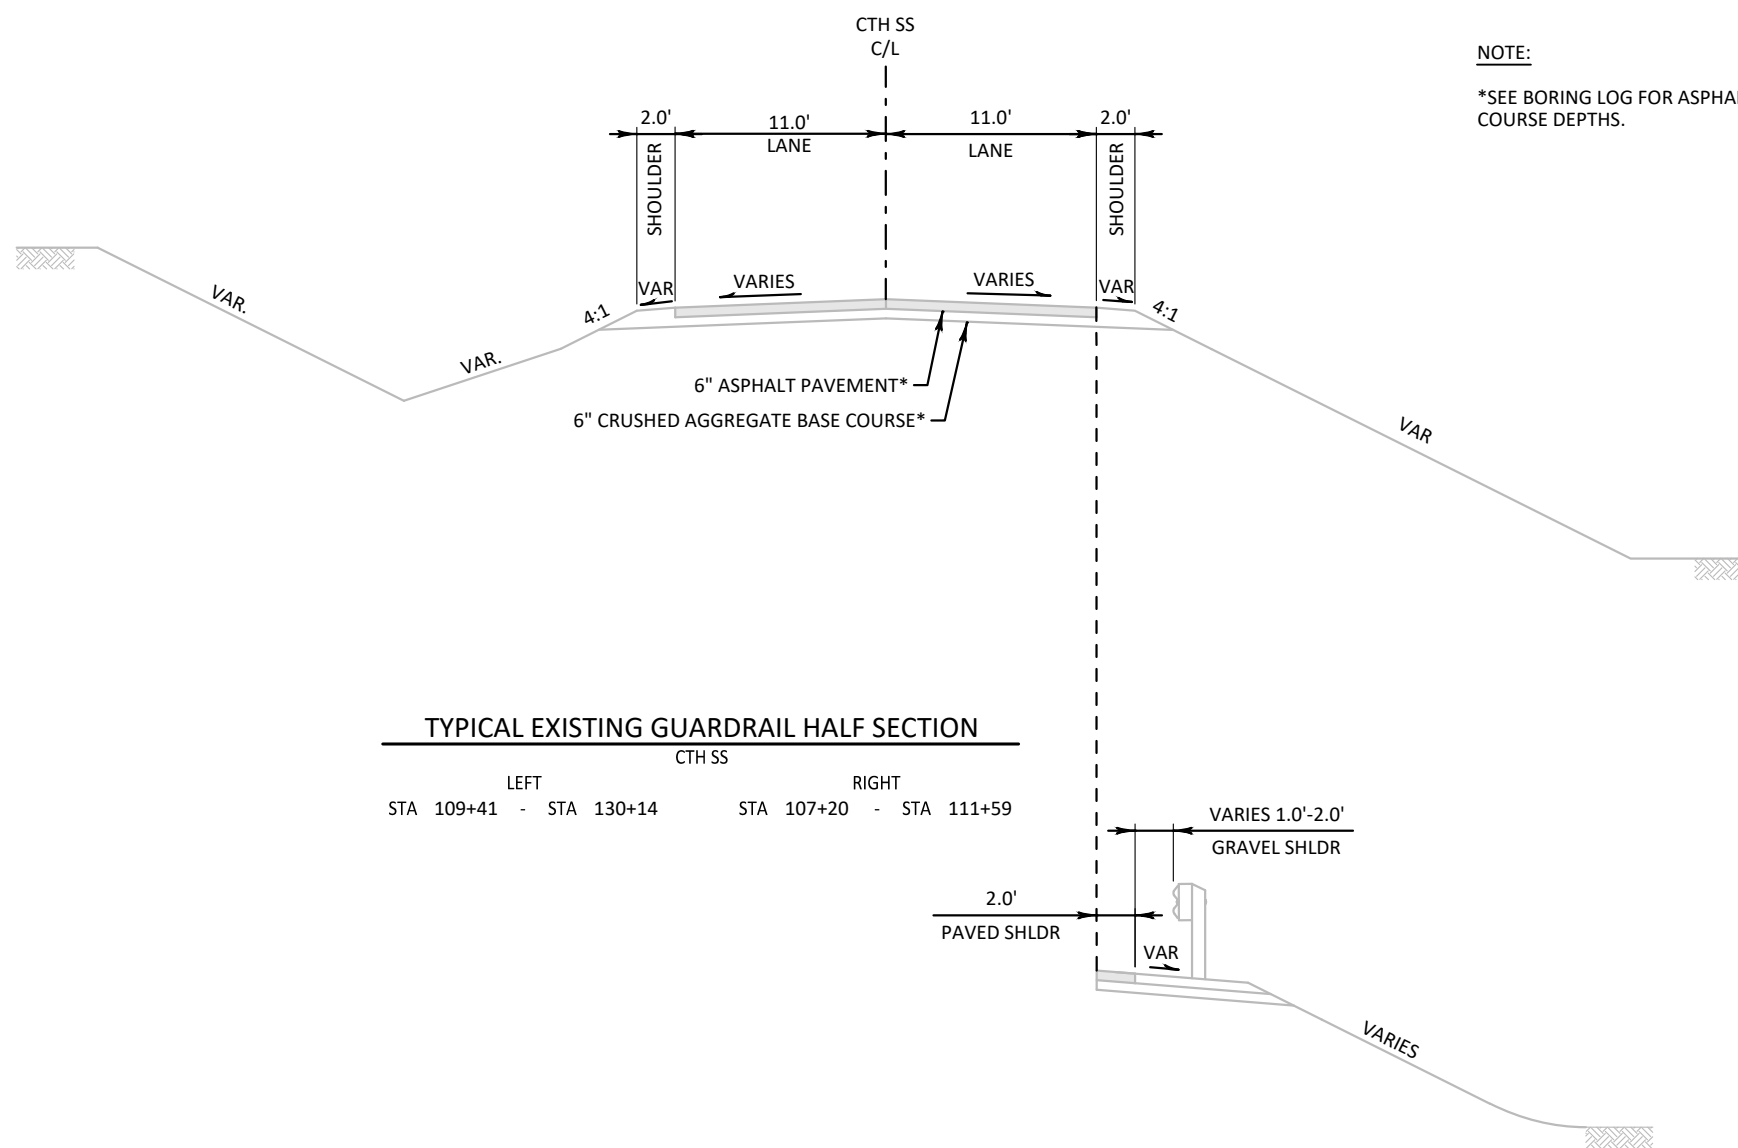 CTH SS
C/L
NOTE:
*SEE BORING LOG FOR
COURSE DEPTHS.
2.0'
11.0'
LANE
11.0'
LANE
2.0'
SHOULDER
SHOULDER
VAR.
VAR.
4:1
VAR
VARIES
VARIES
VAR
4:1
VAR
6" ASPHALT PAVEMENT*
6" CRUSHED AGGREGATE BASE COURSE*
TYPICAL EXISTING GUARDRAIL HALF SECTION
CTH SS
LEFT RIGHT
STA 109+41 - STA 130+14 STA 107+20 - STA 111+59
VARIES 1.0'-2.0'
GRAVEL SHLDR
2.0'
PAVED SHLDR
VAR
VARIES